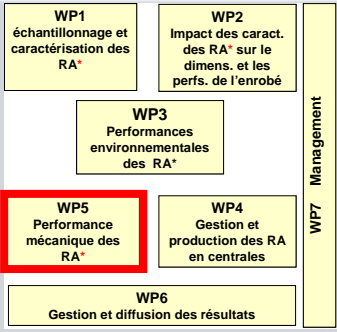 WP1
échantillonnage et
caractérisation des
RA*
WP2
Impact des caract.
des RA* sur le
dimens. et les
perfs. de l'enrobé
WP3
Performances
environnementales
des RA*
WP5
Performance
mécanique des
RA*
WP4
Gestion et
production des RA
en centrales
WP6
Gestion et diffusion des résultats
WP7 Management